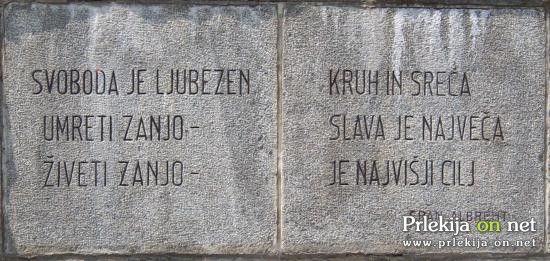 SVOBODA JE LJUBEZEN
UMRETI ZANJO -
ŽIVETI ZANJO -
KRUH IN SREČA
SLAVA JE NAJVEČA
JE NAJVIŠJI CILJ
ALBREHT
Prlekija on net
www.prlekija.net